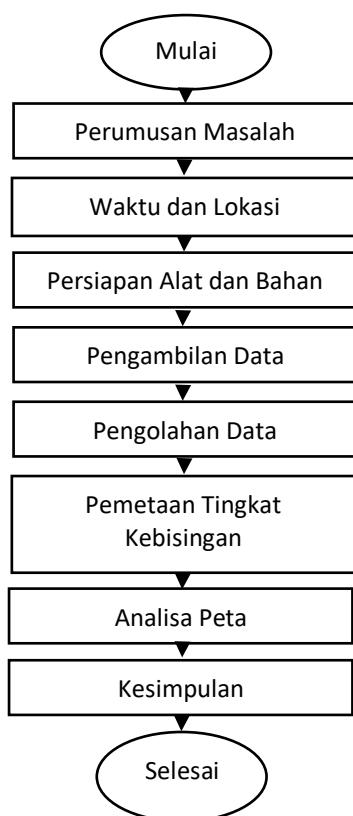 Mulai
Perumusan Masalah
Waktu dan Lokasi
Persiapan Alat dan Bahan
Pengambilan Data
Pengolahan Data
Pemetaan Tingkat
Kebisingan
Analisa Peta
Kesimpulan
Selesai